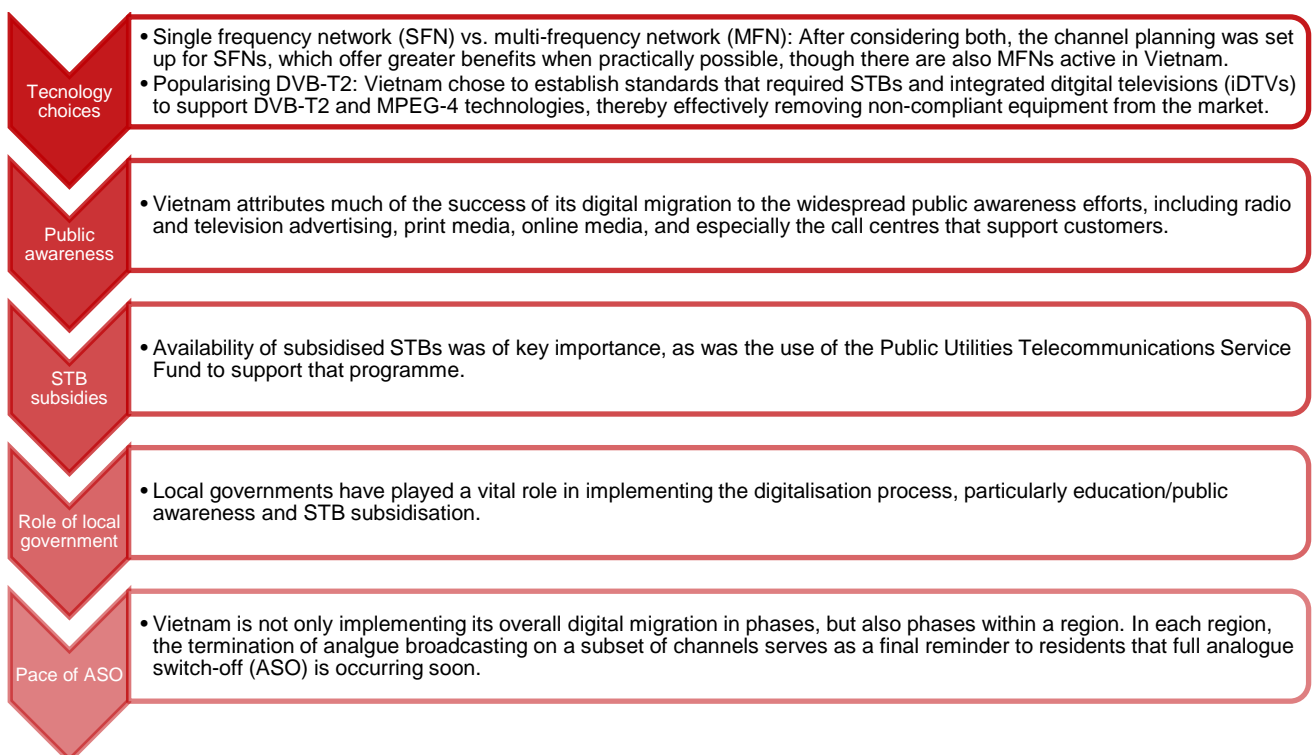 Tecnology
choices
• Single frequency network (SFN) vs. multi-frequency network (MFN): After considering both, the channel planning was set
up for SFNs, which offer greater benefits when practically possible, though there are also MFNs active in Vietnam.
• Popularising DVB-T2: Vietnam chose to establish standards that required STBs and integrated ditgital televisions (iDTVs)
to support DVB-T2 and MPEG-4 technologies, thereby effectively removing non-compliant equipment from the market.
Public
awareness
• Vietnam attributes much of the success of its digital migration to the widespread public awareness efforts, including radio
and television advertising, print media, online media, and especially the call centres that support customers.
STB
subsidies
• Availability of subsidised STBs was of key importance, as was the use of the Public Utilities Telecommunications Service
Fund to support that programme.
Role of local
government
• Local governments have played a vital role in implementing the digitalisation process, particularly education/public
awareness and STB subsidisation.
Pace of ASO
• Vietnam is not only implementing its overall digital migration in phases, but also phases within a region. In each region,
the termination of analgue broadcasting on a subset of channels serves as a final reminder to residents that full analogue
switch-off (ASO) is occurring soon.